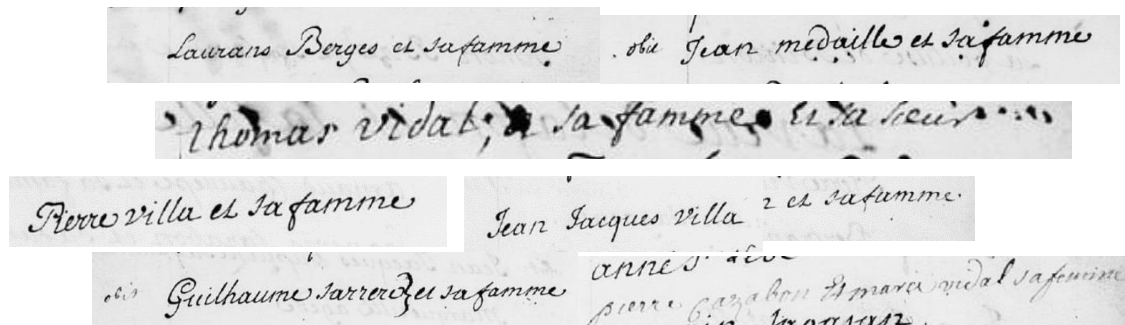 Laurans Berges et sa famme
obit Jean medaille et sa famme
Thomas vidal, sa famme Et sa sœur
Pierre villa et sa famme
Jean Jacques villa et sa famme
obit Guilhaume sarrere et sa famme
pierre Cazabon Et marie vidal sa femme